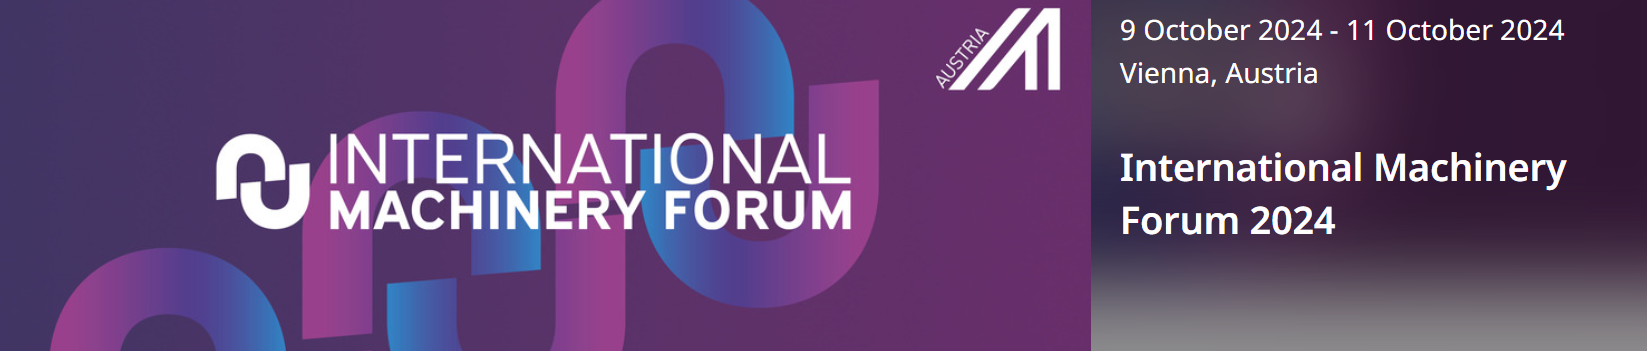 INTERNATIONAL
MACHINERY FORUM
AUSTRIA
9 October 2024 - 11 October 2024
Vienna, Austria
International Machinery
Forum 2024